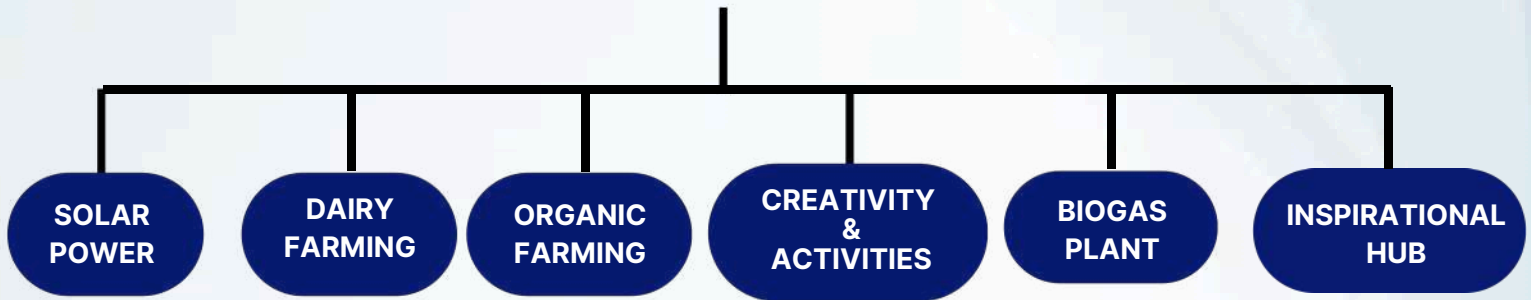 SOLAR
POWER
DAIRY
FARMING
ORGANIC
FARMING
CREATIVITY
&
ACTIVITIES
BIOGAS
PLANT
INSPIRATIONAL
HUB